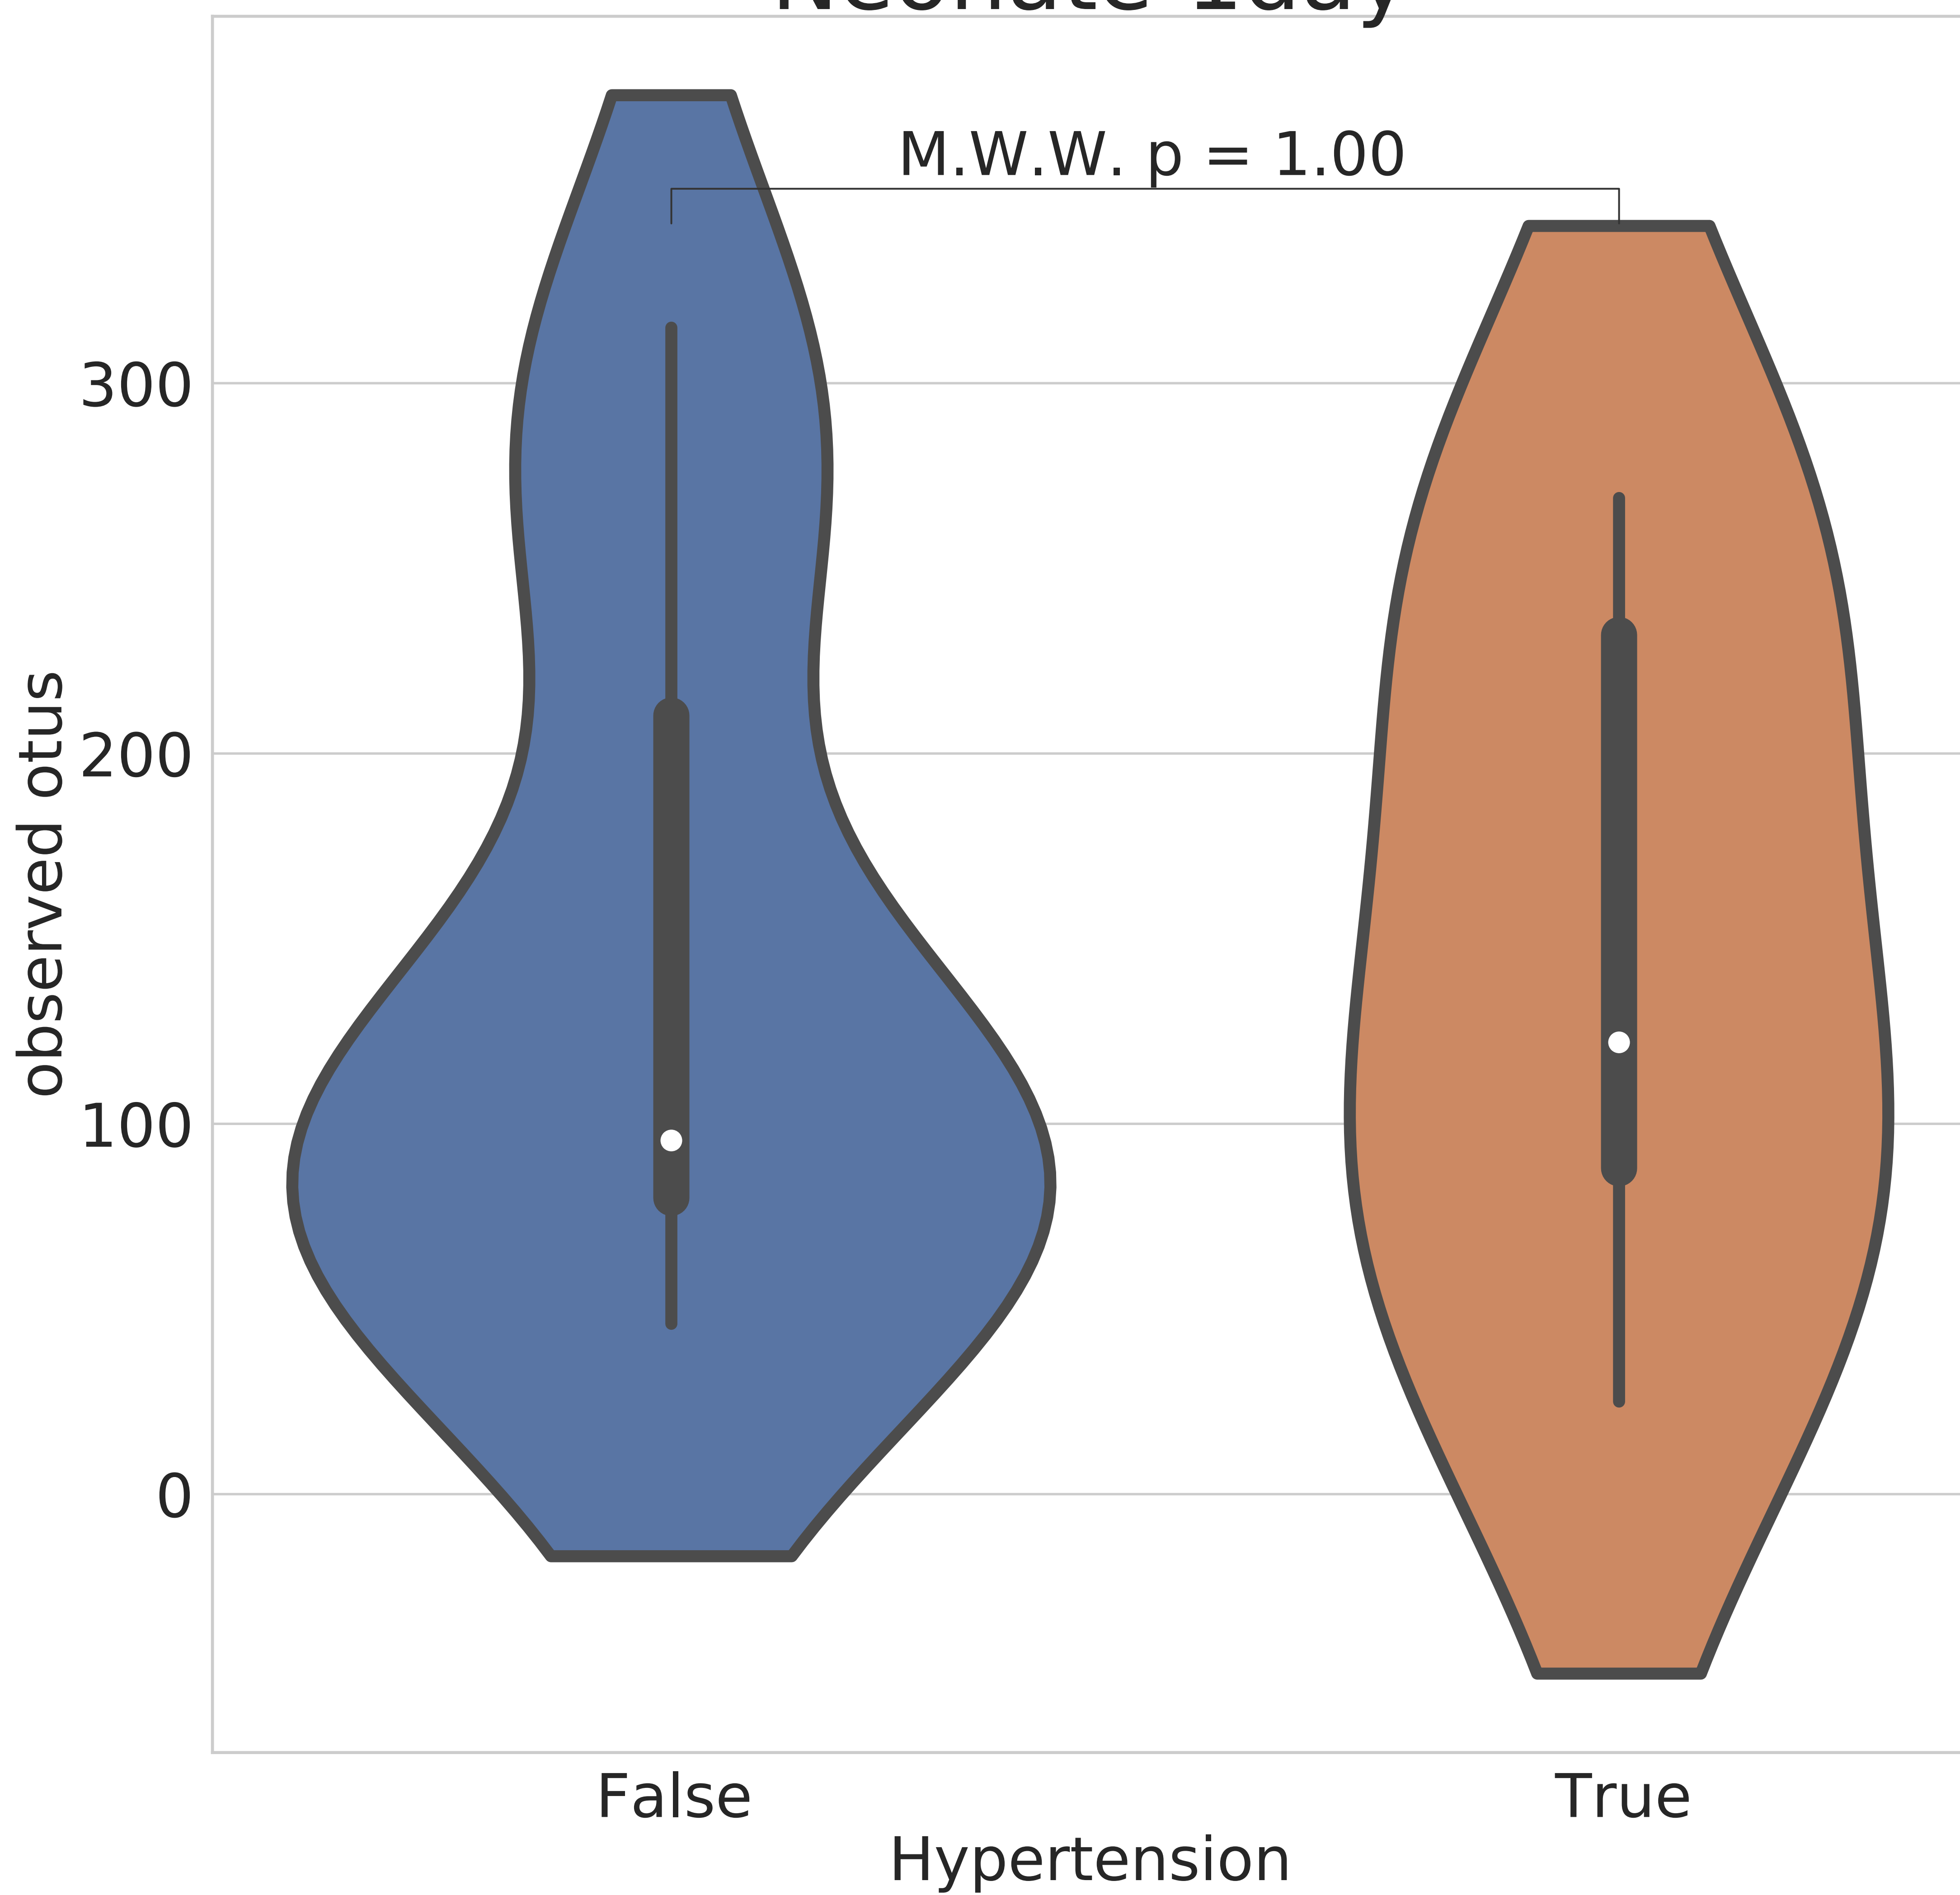 M.W.W. p = 1.00
300
200
100
0
observed otus
False
True
Hypertension